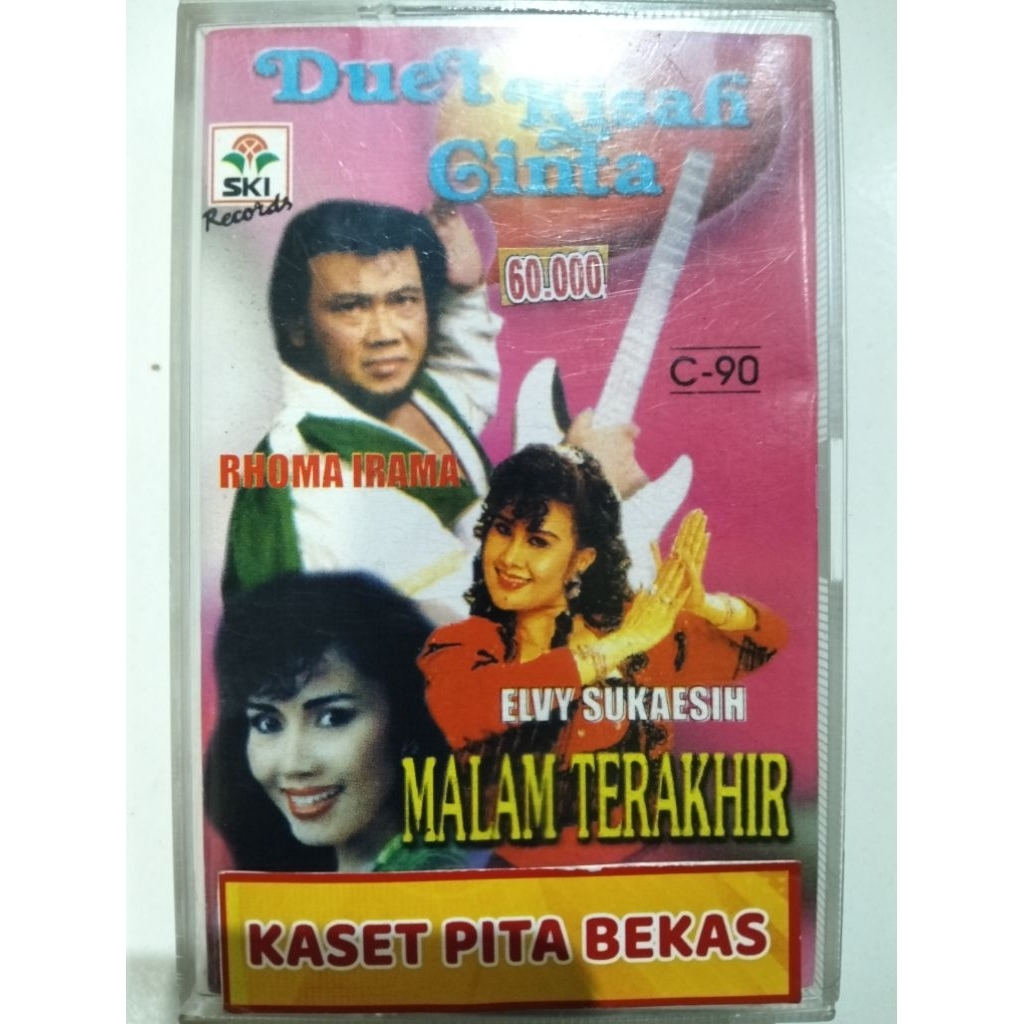 Duet Kisah
Cinta
SKI
Records
60.000
C-90
RHOMA IRAMA
ELVY SUKAESIH
MALAM TERAKHIR
KASET PITA BEKAS